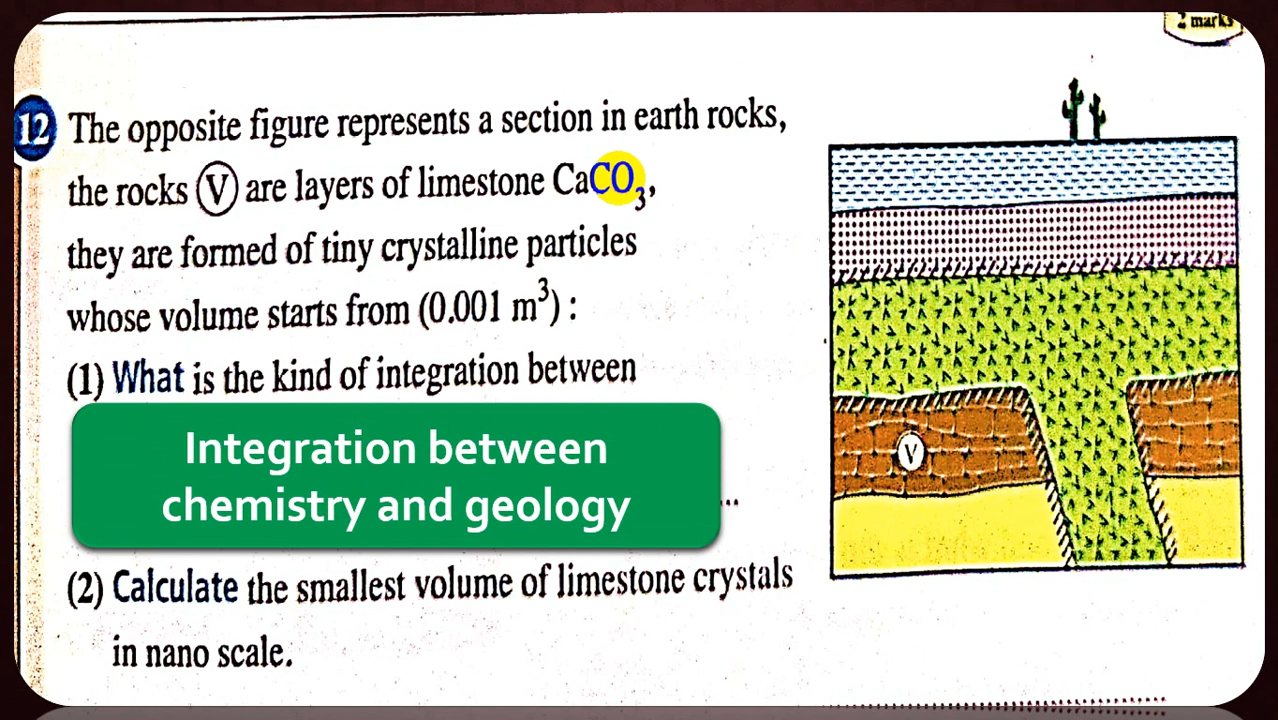 2 marks
12 The opposite figure represents a section in earth rocks,
the rocks V are layers of limestone CaCO₃,
they are formed of tiny crystalline particles
whose volume starts from (0.001 m³) :
(1) What is the kind of integration between
Integration between
chemistry and geology
...
(2) Calculate the smallest volume of limestone crystals
in nano scale.
V